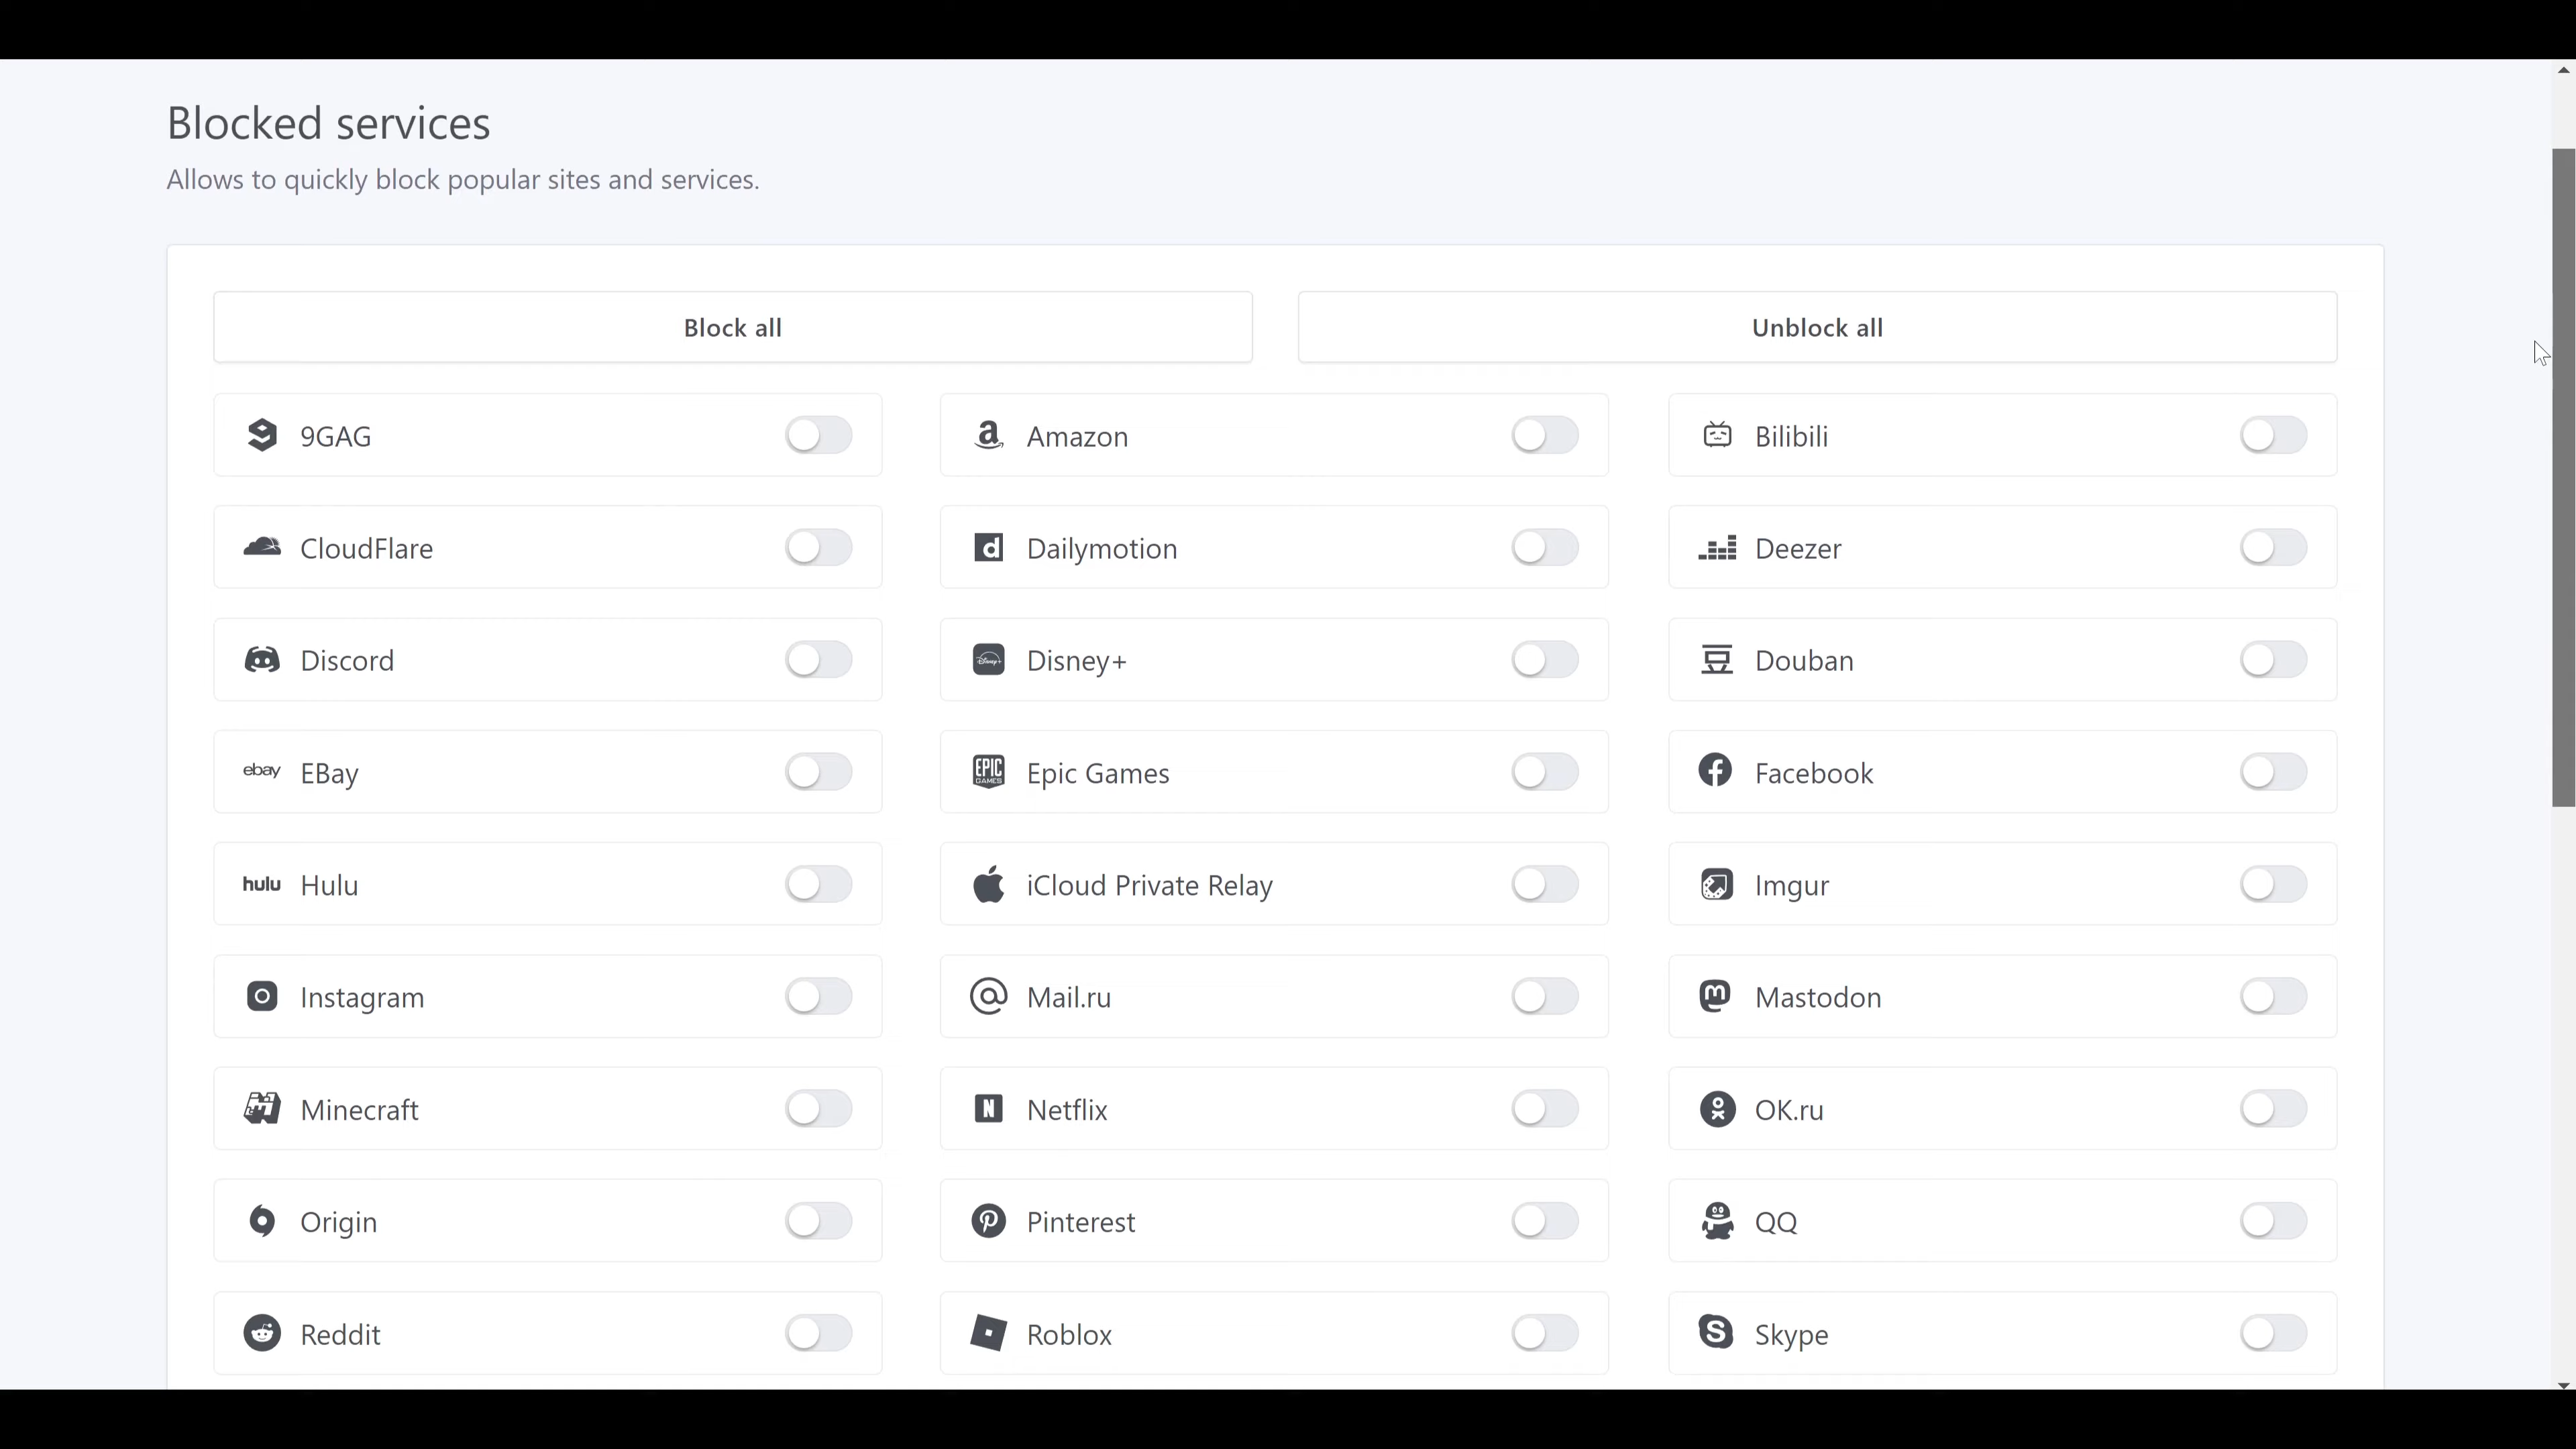 Blocked services
Allows to quickly block popular sites and services.
Block all Unblock all
9GAG Amazon Bilibili
CloudFlare Dailymotion Deezer
Discord Disney+ Douban
ebay EBay EPIC GAMES Epic Games Facebook
hulu Hulu iCloud Private Relay Imgur
Instagram Mail.ru Mastodon
Minecraft Netflix OK.ru
Origin Pinterest QQ
Reddit Roblox Skype